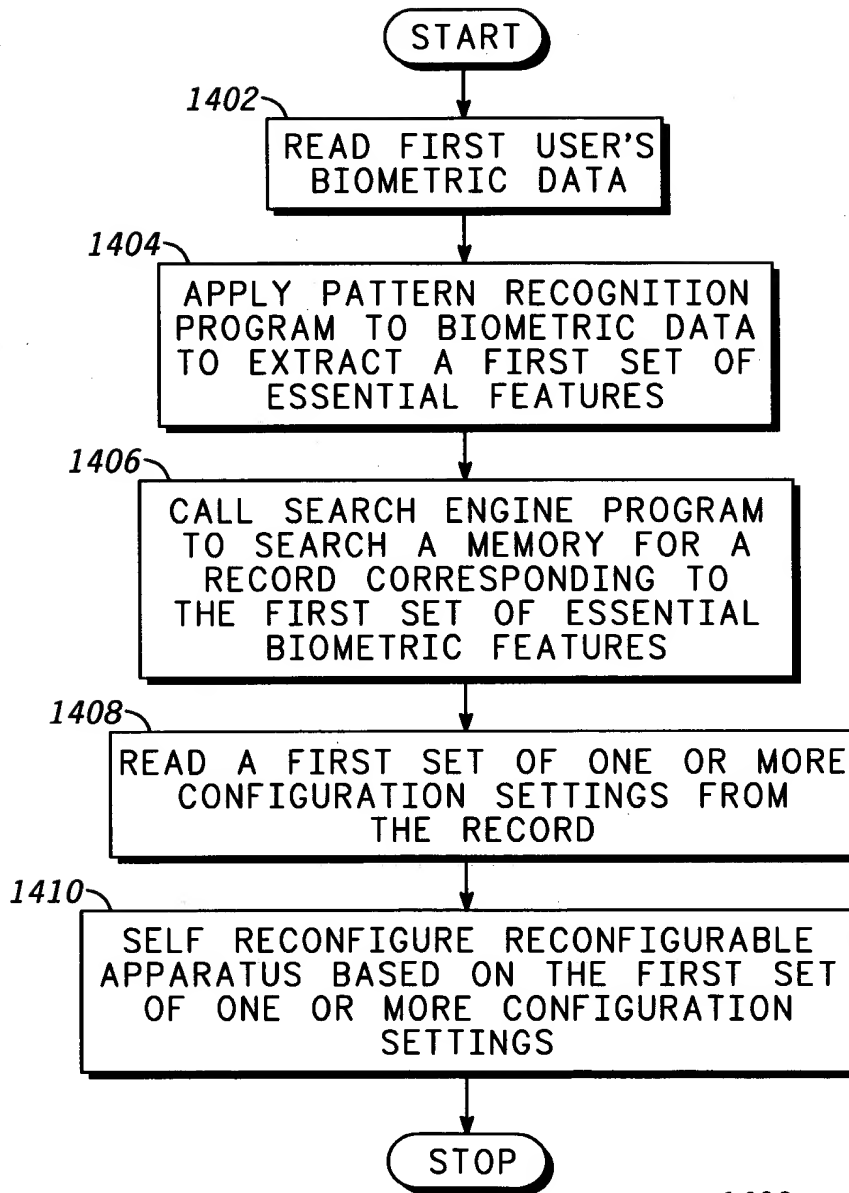 START
1402
READ FIRST USER'S
BIOMETRIC DATA
1404
APPLY PATTERN RECOGNITION
PROGRAM TO BIOMETRIC DATA
TO EXTRACT A FIRST SET OF
ESSENTIAL FEATURES
1406
CALL SEARCH ENGINE PROGRAM
TO SEARCH A MEMORY FOR A
RECORD CORRESPONDING TO
THE FIRST SET OF ESSENTIAL
BIOMETRIC FEATURES
1408
READ A FIRST SET OF ONE OR MORE
CONFIGURATION SETTINGS FROM
THE RECORD
1410
SELF RECONFIGURE RECONFIGURABLE
APPARATUS BASED ON THE FIRST SET
OF ONE OR MORE CONFIGURATION
SETTINGS
STOP